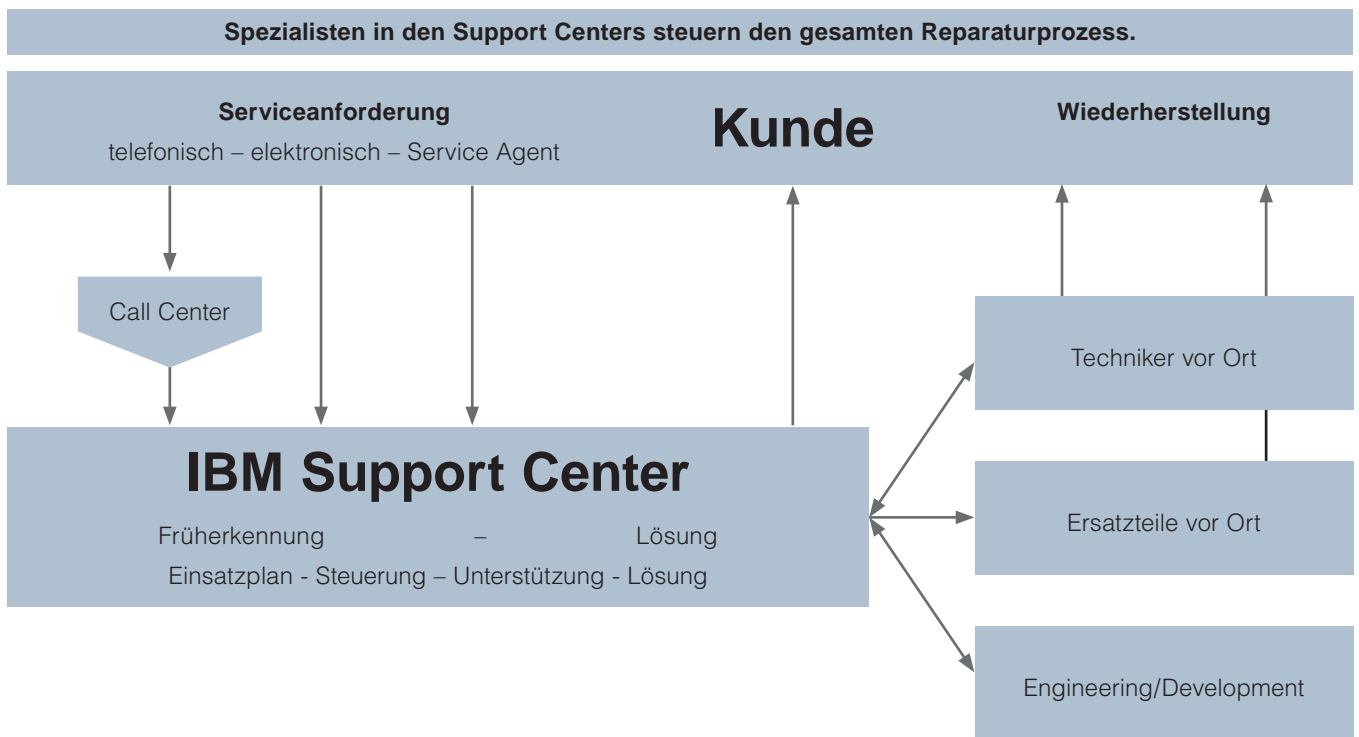 Spezialisten in den Support Centers steuern den gesamten Reparaturprozess.
Serviceanforderung
telefonisch – elektronisch – Service Agent
Kunde
Wiederherstellung
Call Center
Techniker vor Ort
IBM Support Center
Früherkennung – Lösung
Einsatzplan - Steuerung – Unterstützung - Lösung
Ersatzteile vor Ort
Engineering/Development